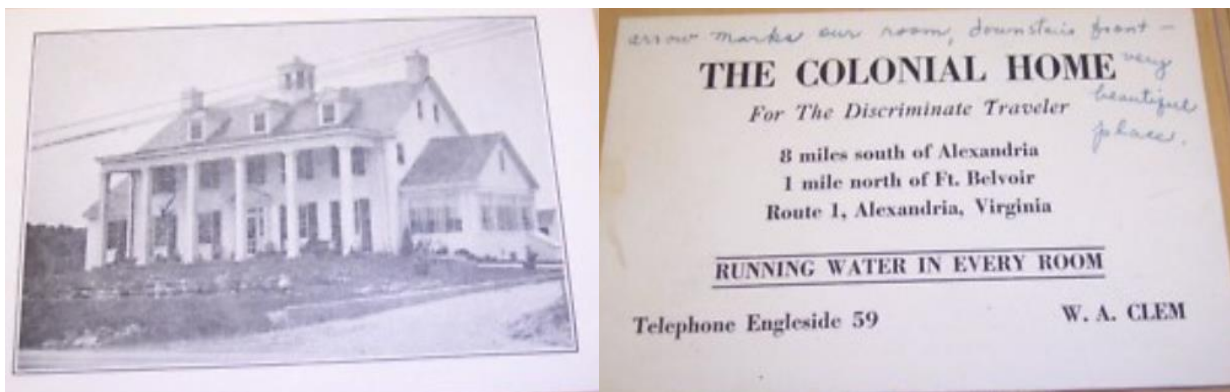 arrow marks our room, downstairs front -
very
beautiful
place.
THE COLONIAL HOME
For The Discriminate Traveler
8 miles south of Alexandria
1 mile north of Ft. Belvoir
Route 1, Alexandria, Virginia
RUNNING WATER IN EVERY ROOM
Telephone Engleside 59
W. A. CLEM